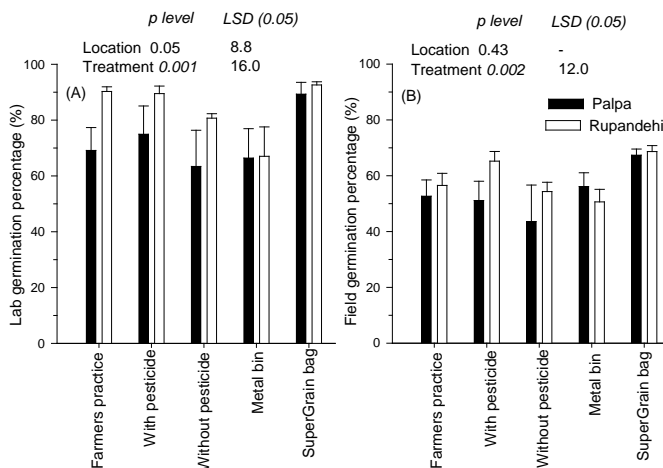 p level LSD (0.05)
Location 0.05 8.8
Treatment 0.001 16.0
100
80
60
40
20
0
(A)
Lab germination percentage (%)
Farmers practice
With pesticide
Without pesticide
Metal bin
SuperGrain bag
p level LSD (0.05)
Location 0.43 -
Treatment 0.002 12.0
100
80
60
40
20
0
(B)
Palpa
Rupandehi
Field germination percentage (%)
Farmers practice
With pesticide
Without pesticide
Metal bin
SuperGrain bag